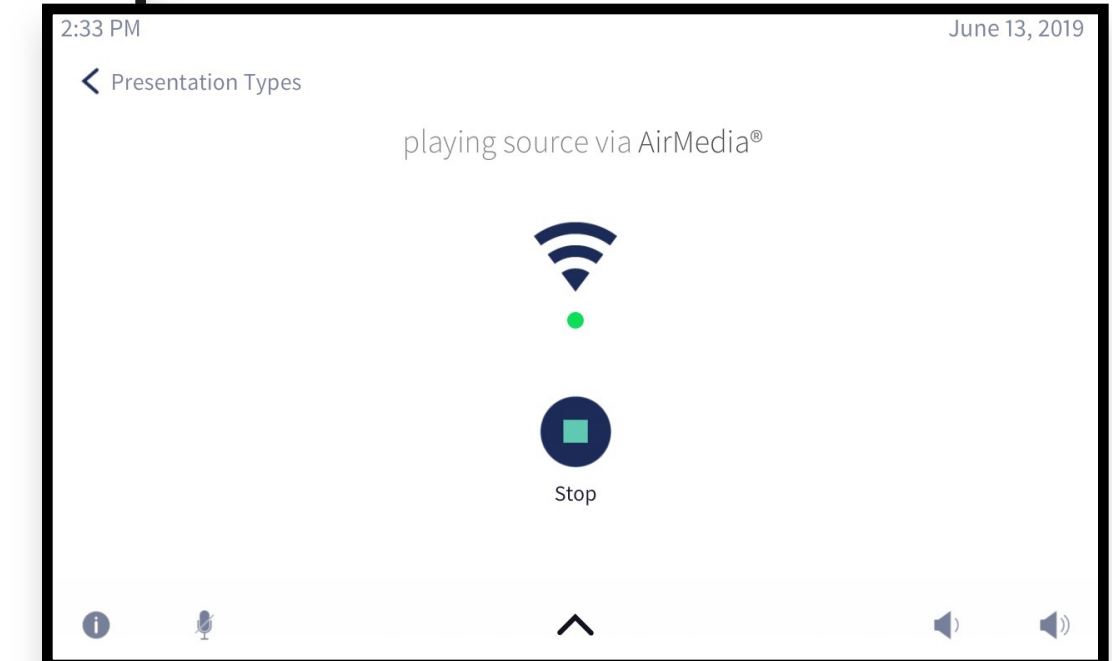 2:33 PM
June 13, 2019
Presentation Types
playing source via AirMedia®
Stop